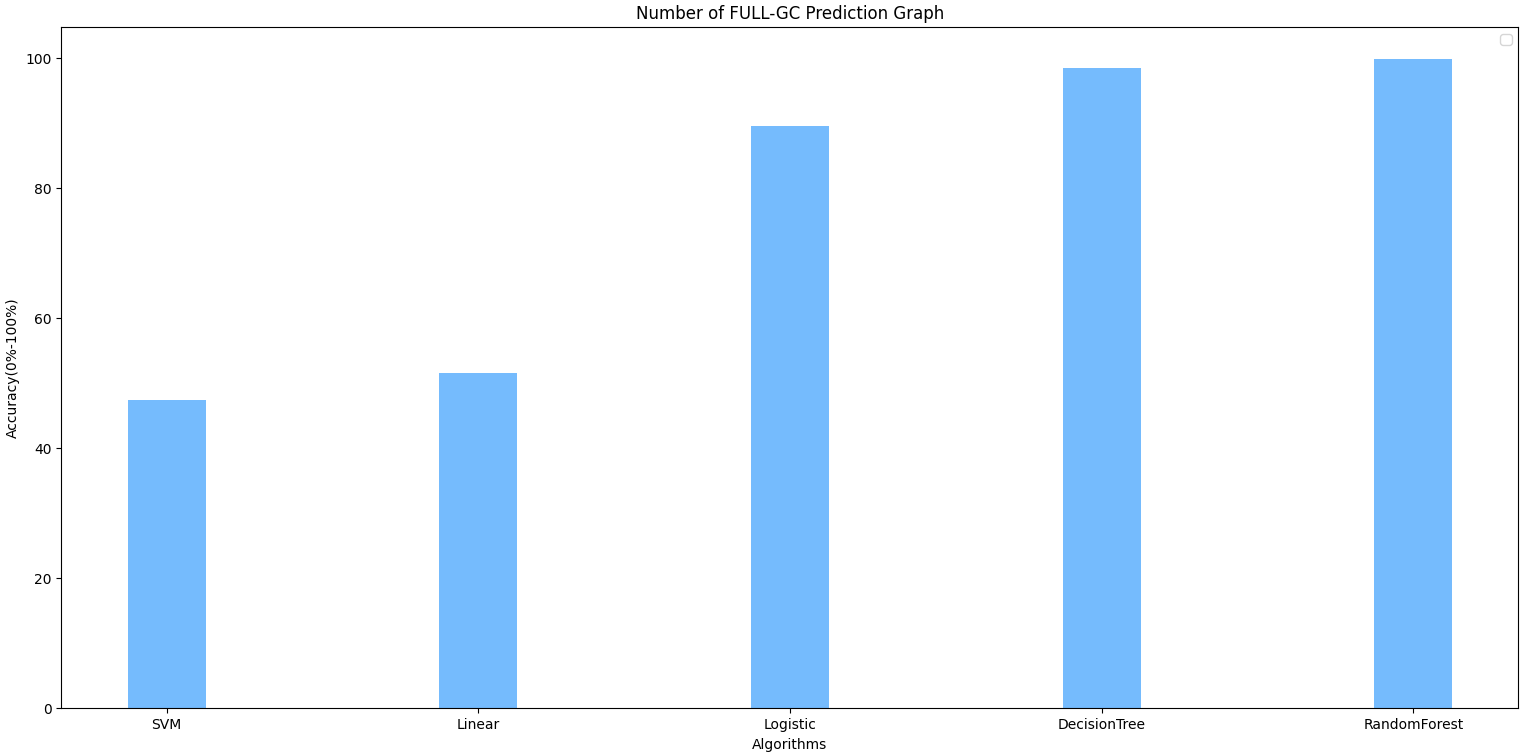 Number of FULL-GC Prediction Graph
Accuracy(0%-100%)
100
80
60
40
20
0
SVM Linear Logistic DecisionTree RandomForest
Algorithms